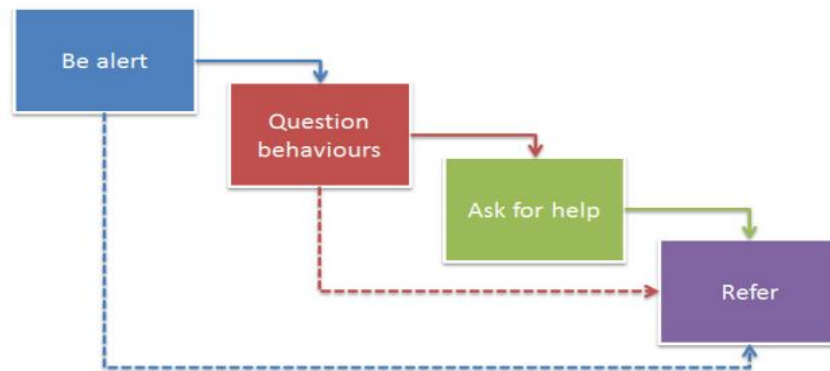 Be alert
Question
behaviours
Ask for help
Refer